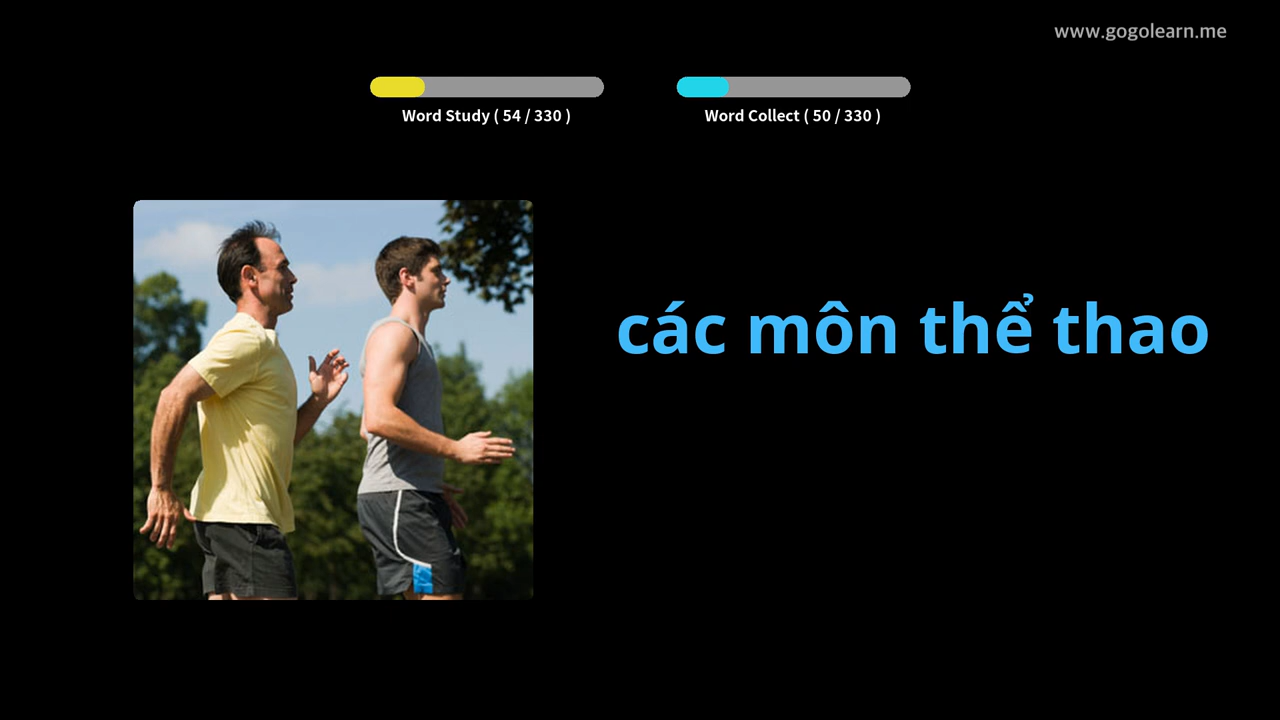 www.gogolearn.me
Word Study ( 54 / 330 )
Word Collect ( 50 / 330 )
các môn thể thao